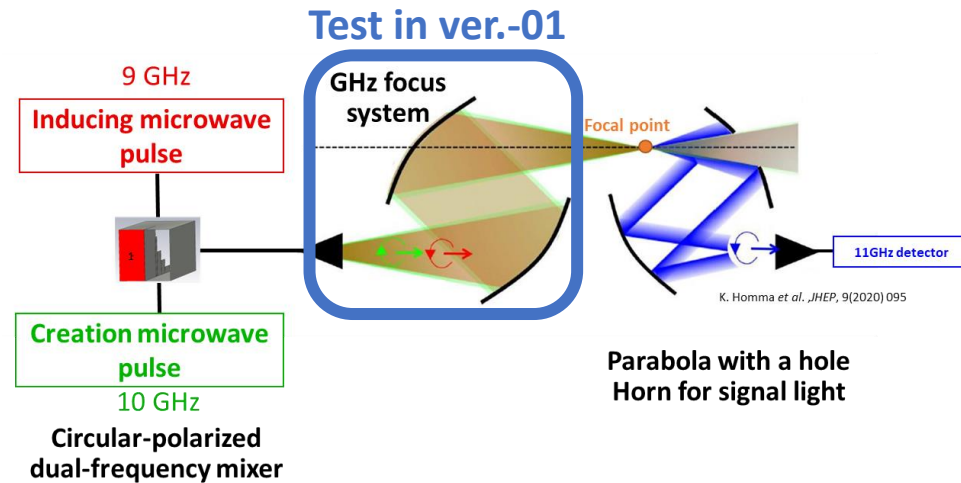 Test in ver.-01
9 GHz
Inducing microwave
pulse
GHz focus
system
Focal point
11GHz detector
K. Homma et al. ,JHEP, 9(2020) 095
Creation microwave
pulse
10 GHz
Circular-polarized
dual-frequency mixer
Parabola with a hole
Horn for signal light